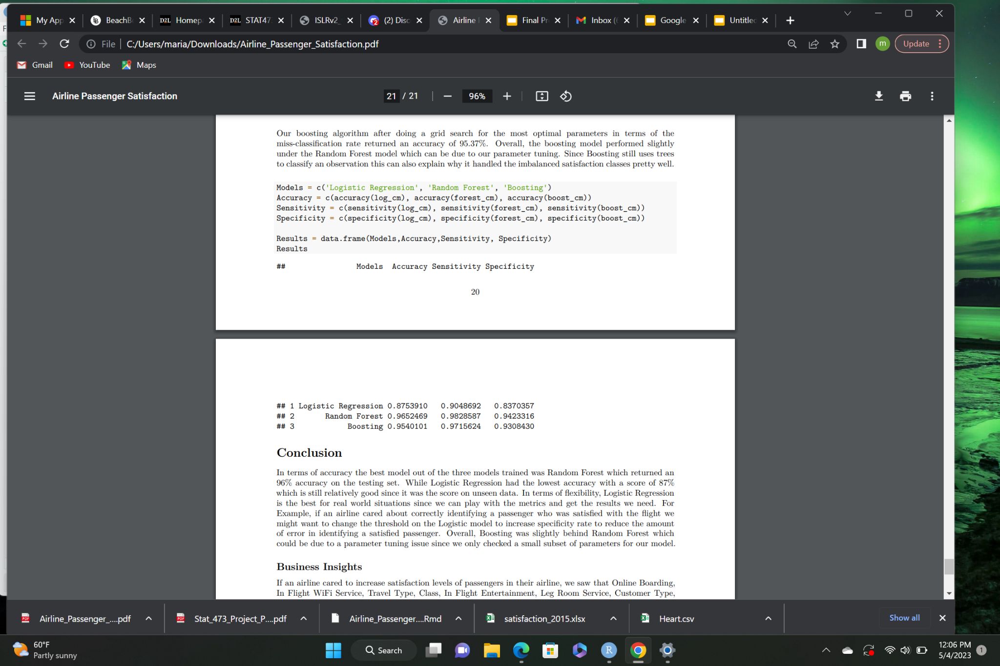 My App
BeachB
D2L Homep
D2L STAT47
ISLRv2_
(2) Disc
Airline
Final Pr
Inbox (
Google
Untitled
File C:/Users/maria/Downloads/Airline_Passenger_Satisfaction.pdf
m
Update
Gmail YouTube Maps
Airline Passenger Satisfaction
21 / 21
96%
Our boosting algorithm after doing a grid search for the most optimal parameters in terms of the
miss-classification rate returned an accuracy of 95.37%. Overall, the boosting model performed slightly
under the Random Forest model which can be due to our parameter tuning. Since Boosting still uses trees
to classify an observation this can also explain why it handled the imbalanced satisfaction classes pretty well.
Models = c('Logistic Regression', 'Random Forest', 'Boosting')
Accuracy = c(accuracy(log_cm), accuracy(forest_cm), accuracy(boost_cm))
Sensitivity = c(sensitivity(log_cm), sensitivity(forest_cm), sensitivity(boost_cm))
Specificity = c(specificity(log_cm), specificity(forest_cm), specificity(boost_cm))
Results = data.frame(Models,Accuracy,Sensitivity, Specificity)
Results
## Models Accuracy Sensitivity Specificity
20
## 1 Logistic Regression 0.8753910 0.9048692 0.8370357
## 2 Random Forest 0.9652469 0.9828587 0.9423316
## 3 Boosting 0.9540101 0.9715624 0.9308430
Conclusion
In terms of accuracy the best model out of the three models trained was Random Forest which returned an
96% accuracy on the testing set. While Logistic Regression had the lowest accuracy with a score of 87%
which is still relatively good since it was the score on unseen data. In terms of flexibility, Logistic Regression
is the best for real world situations since we can play with the metrics and get the results we need. For
Example, if an airline cared about correctly identifying a passenger who was satisfied with the flight we
might want to change the threshold on the Logistic model to increase specificity rate to reduce the amount
of error in identifying a satisfied passenger. Overall, Boosting was slightly behind Random Forest which
could be due to a parameter tuning issue since we only checked a small subset of parameters for our model.
Business Insights
If an airline cared to increase satisfaction levels of passengers in their airline, we saw that Online Boarding,
In Flight WiFi Service, Travel Type, Class, In Flight Entertainment, Leg Room Service, Customer Type,
Airline_Passenger_....pdf
Stat_473_Project_P....pdf
Airline_Passenger....Rmd
satisfaction_2015.xlsx
Heart.csv
Show all
60°F
Partly sunny
Search
12:06 PM
5/4/2023
1